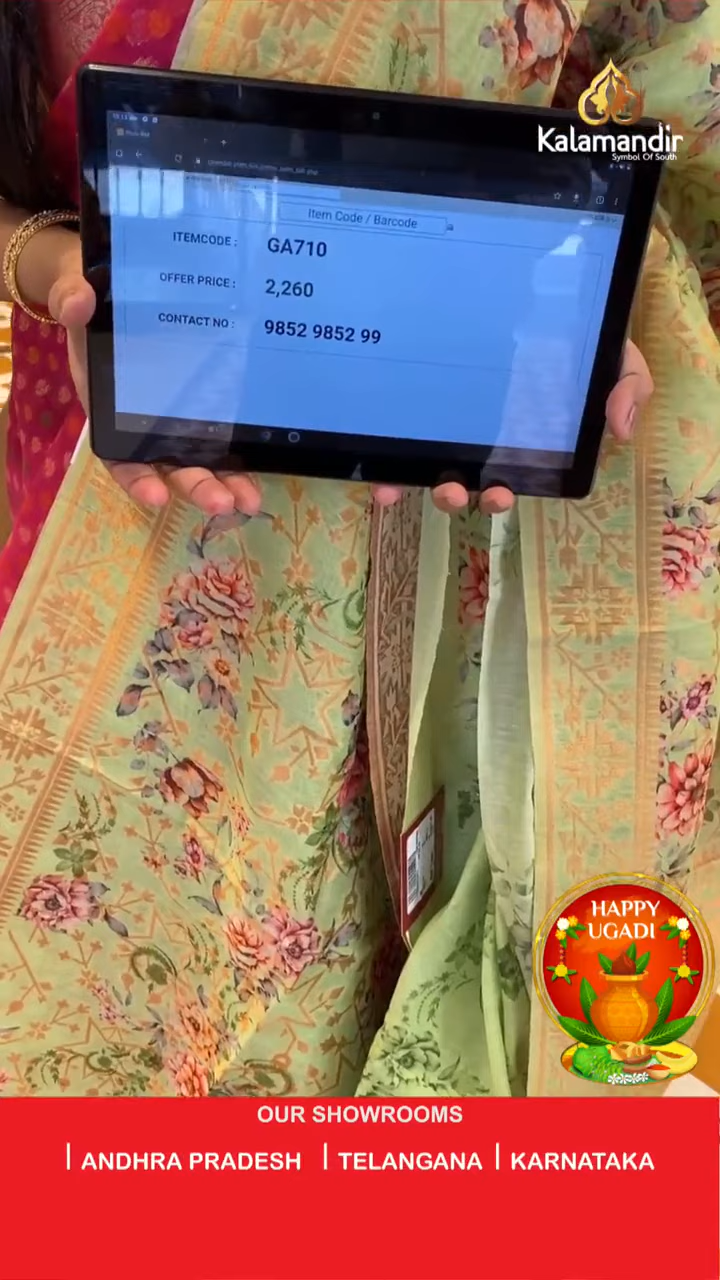 Kalamandir
Symbol Of South
Item Code / Barcode
ITEMCODE : GA710
OFFER PRICE : 2,260
CONTACT NO : 9852 9852 99
HAPPY
UGADI
OUR SHOWROOMS
| ANDHRA PRADESH | TELANGANA | KARNATAKA